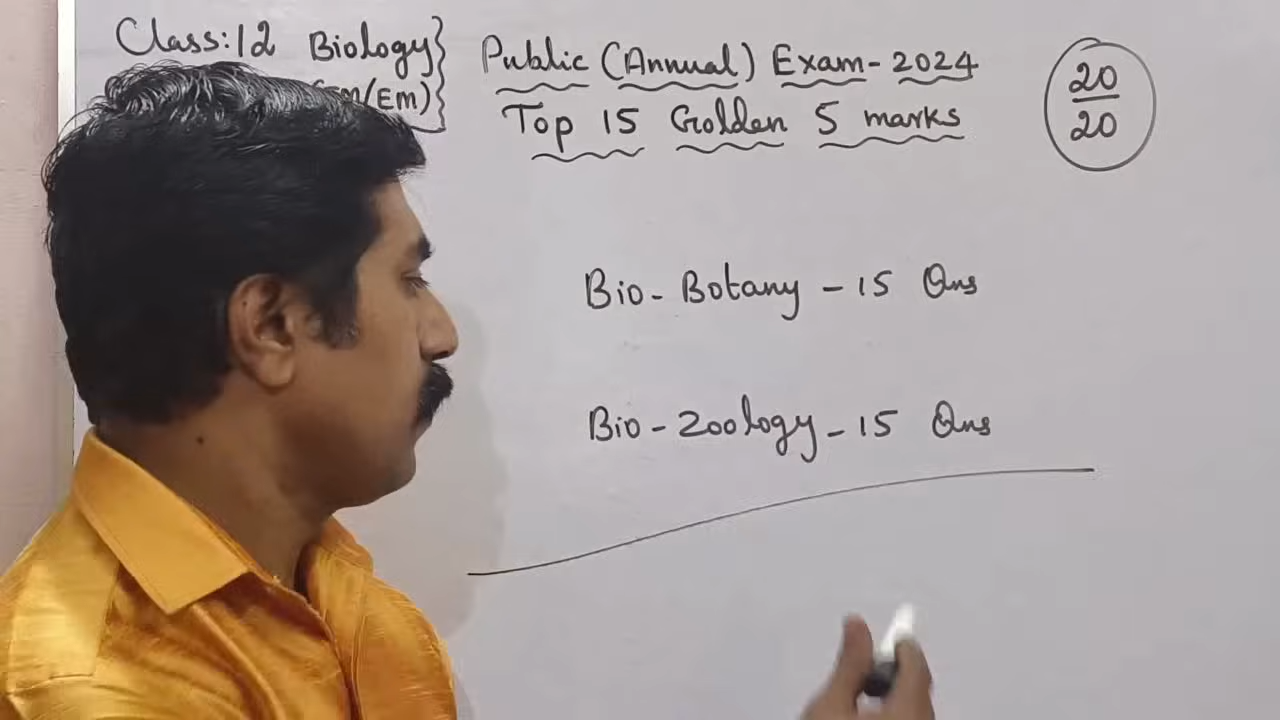 Class:12 Biology
(EM)
Public (Annual) Exam - 2024
Top 15 Golden 5 marks
20
20
Bio - Botany - 15 Qns
Bio - Zoology - 15 Qns